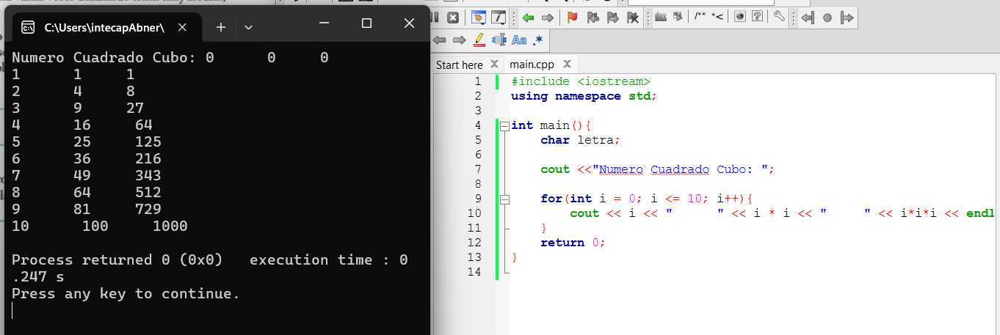 C:\Users\intecapAbner\
Numero Cuadrado Cubo: 0      0     0
1      1     1
2      4     8
3      9     27
4      16     64
5      25     125
6      36     216
7      49     343
8      64     512
9      81     729
10      100     1000
Process returned 0 (0x0)   execution time : 0
.247 s
Press any key to continue.
/** *<
Aa .*
Start here main.cpp
1 #include <iostream>
2 using namespace std;
3
4 int main(){
5     char letra;
6
7     cout <<"Numero Cuadrado Cubo: ";
8
9     for(int i = 0; i <= 10; i++){
10         cout << i << "      " << i * i << "     " << i*i*i << endl
11     }
12     return 0;
13 }
14